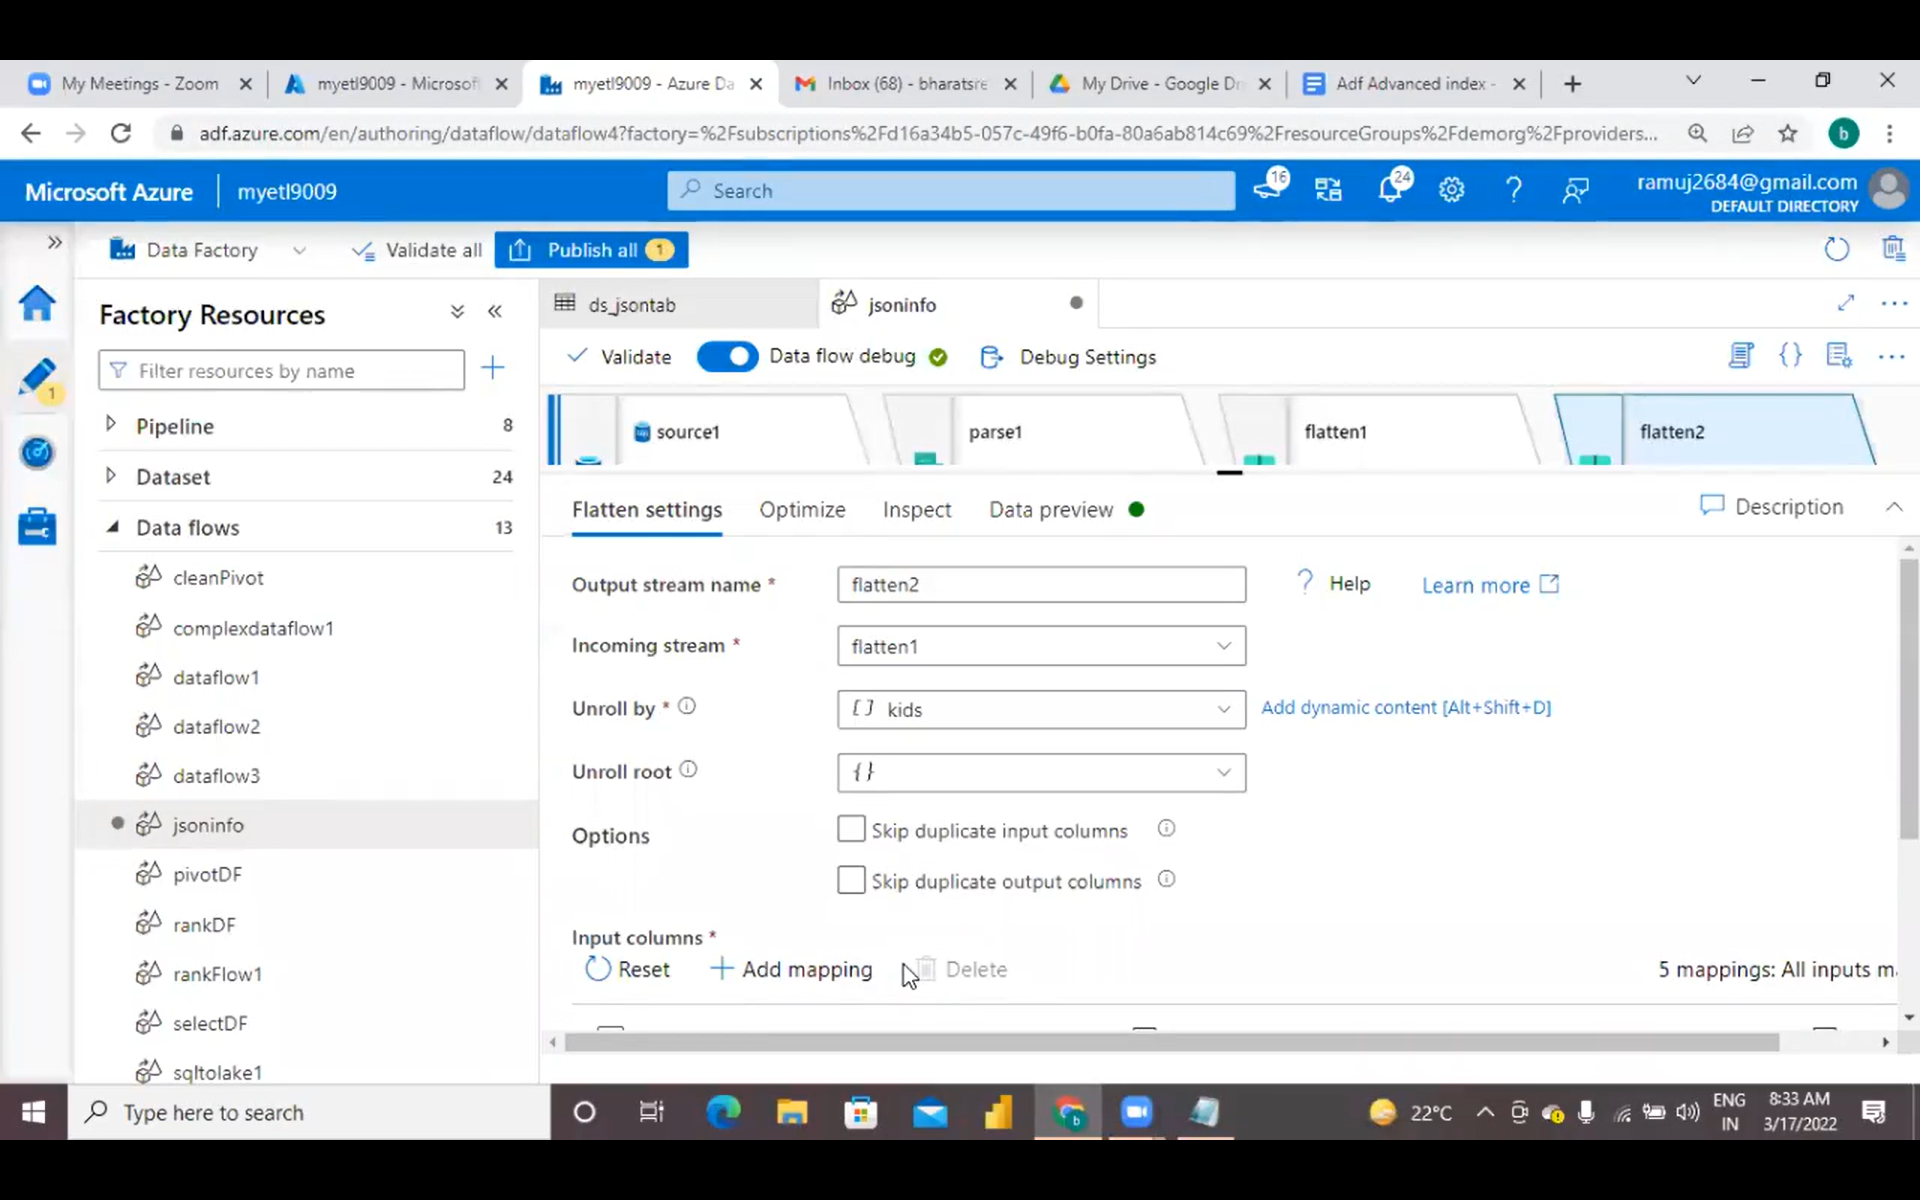 My Meetings - Zoom
myetl9009 - Microsoft
myetl9009 - Azure Da
Inbox (68) - bharatsre
My Drive - Google Dr
Adf Advanced index -
adf.azure.com/en/authoring/dataflow/dataflow4?factory=%2Fsubscriptions%2Fd16a34b5-057c-49f6-b0fa-80a6ab814c69%2FresourceGroups%2Fdemorg%2Fproviders...
b
Microsoft Azure
myetl9009
Search
16
24
ramuj2684@gmail.com
DEFAULT DIRECTORY
Data Factory
Validate all
Publish all 1
Factory Resources
Filter resources by name
1
Pipeline 8
Dataset 24
Data flows 13
cleanPivot
complexdataflow1
dataflow1
dataflow2
dataflow3
jsoninfo
pivotDF
rankDF
rankFlow1
selectDF
sqltolake1
ds_jsontab
jsoninfo
Validate
Data flow debug
Debug Settings
source1
parse1
flatten1
flatten2
Flatten settings
Optimize
Inspect
Data preview
Description
Output stream name *
flatten2
Help
Learn more
Incoming stream *
flatten1
Unroll by *
[] kids
Add dynamic content [Alt+Shift+D]
Unroll root
{}
Options
Skip duplicate input columns
Skip duplicate output columns
Input columns *
Reset
Add mapping
Delete
5 mappings: All inputs m
Type here to search
22°C
ENG
IN
8:33 AM
3/17/2022